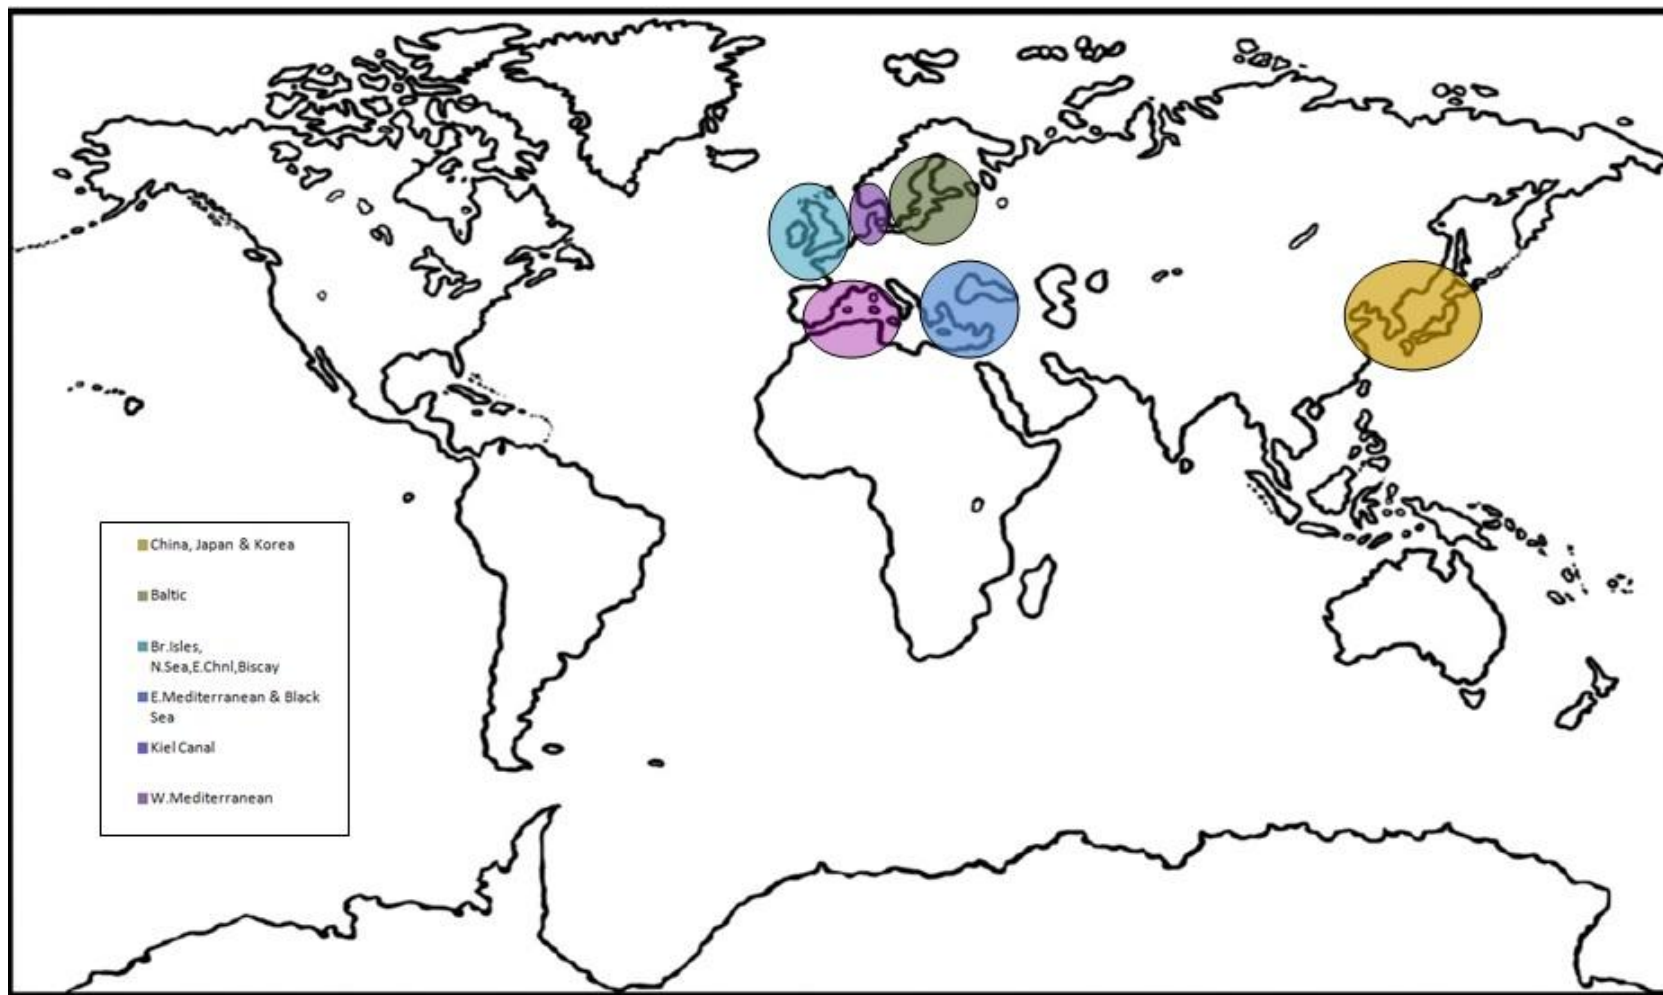 China, Japan & Korea
Baltic
Br.Isles,
N.Sea,E.Chnl,Biscay
E.Mediterranean & Black
Sea
Kiel Canal
W.Mediterranean